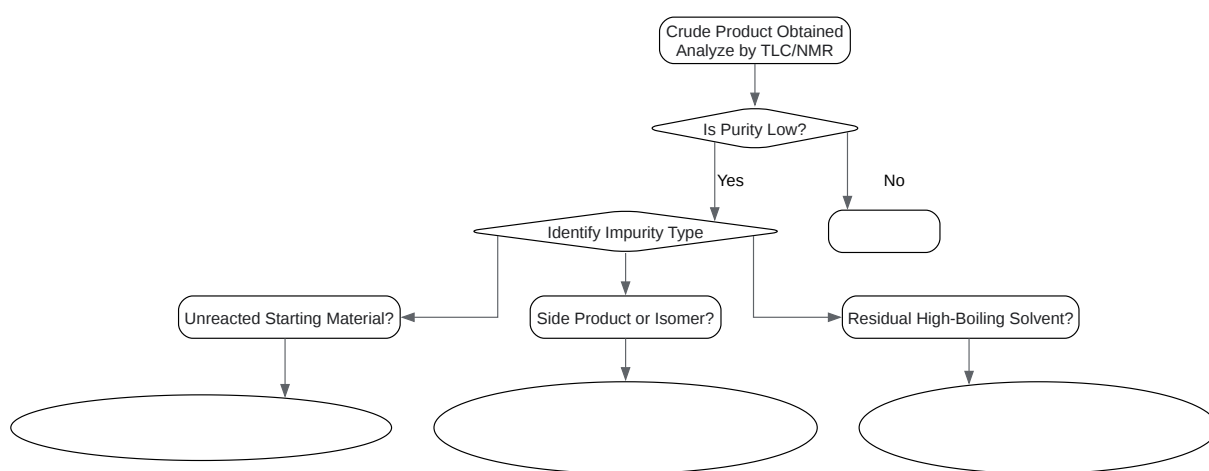 Crude Product Obtained
Analyze by TLC/NMR
Is Purity Low?
Yes
No
Identify Impurity Type
Unreacted Starting Material?
Side Product or Isomer?
Residual High-Boiling Solvent?